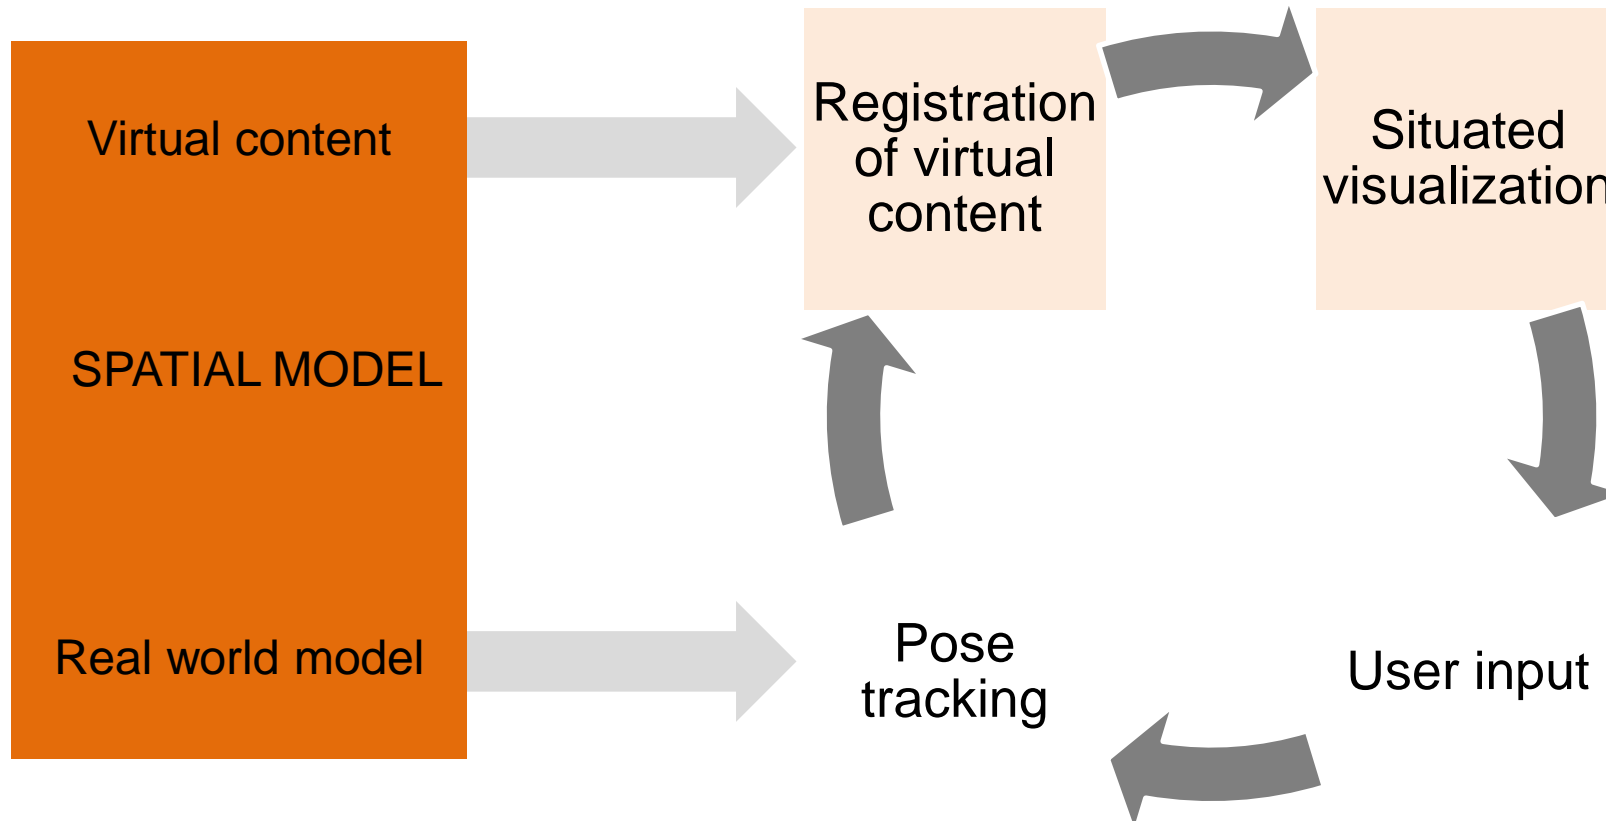 Virtual content
SPATIAL MODEL
Real world model
Registration
of virtual
content
Situated
visualization
Pose
tracking
User input